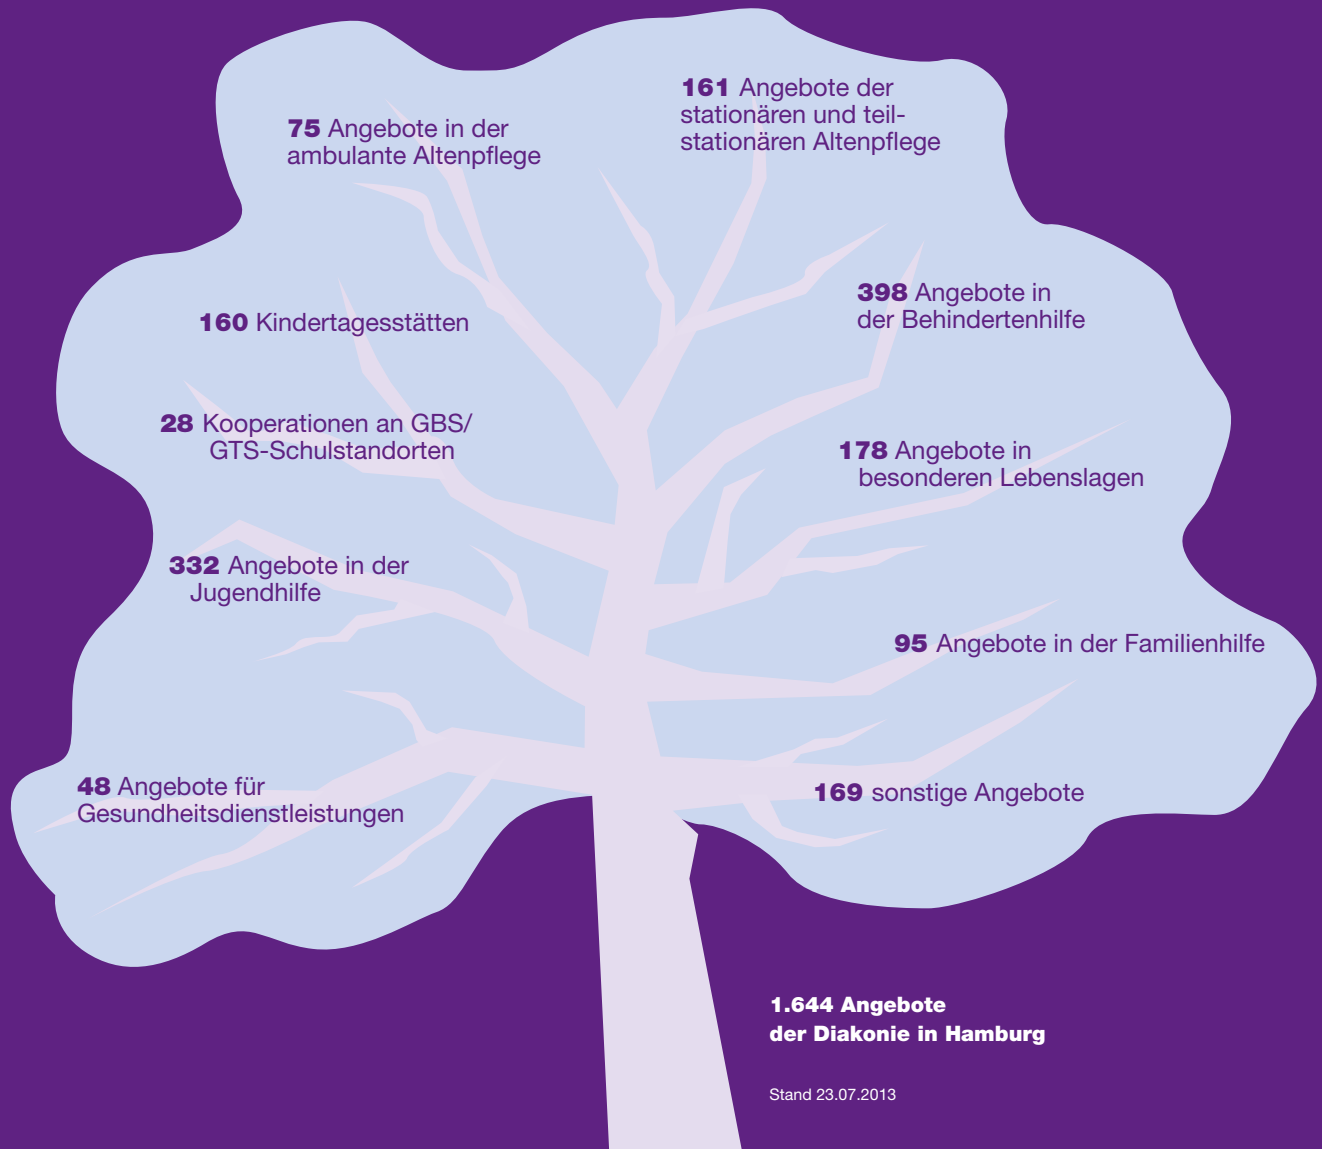 161 Angebote der
stationären und teil-
stationären Altenpflege
75 Angebote in der
ambulante Altenpflege
398 Angebote in
der Behindertenhilfe
160 Kindertagesstätten
28 Kooperationen an GBS/
GTS-Schulstandorten
178 Angebote in
besonderen Lebenslagen
332 Angebote in der
Jugendhilfe
95 Angebote in der Familienhilfe
48 Angebote für
Gesundheitsdienstleistungen
169 sonstige Angebote
1.644 Angebote
der Diakonie in Hamburg
Stand 23.07.2013